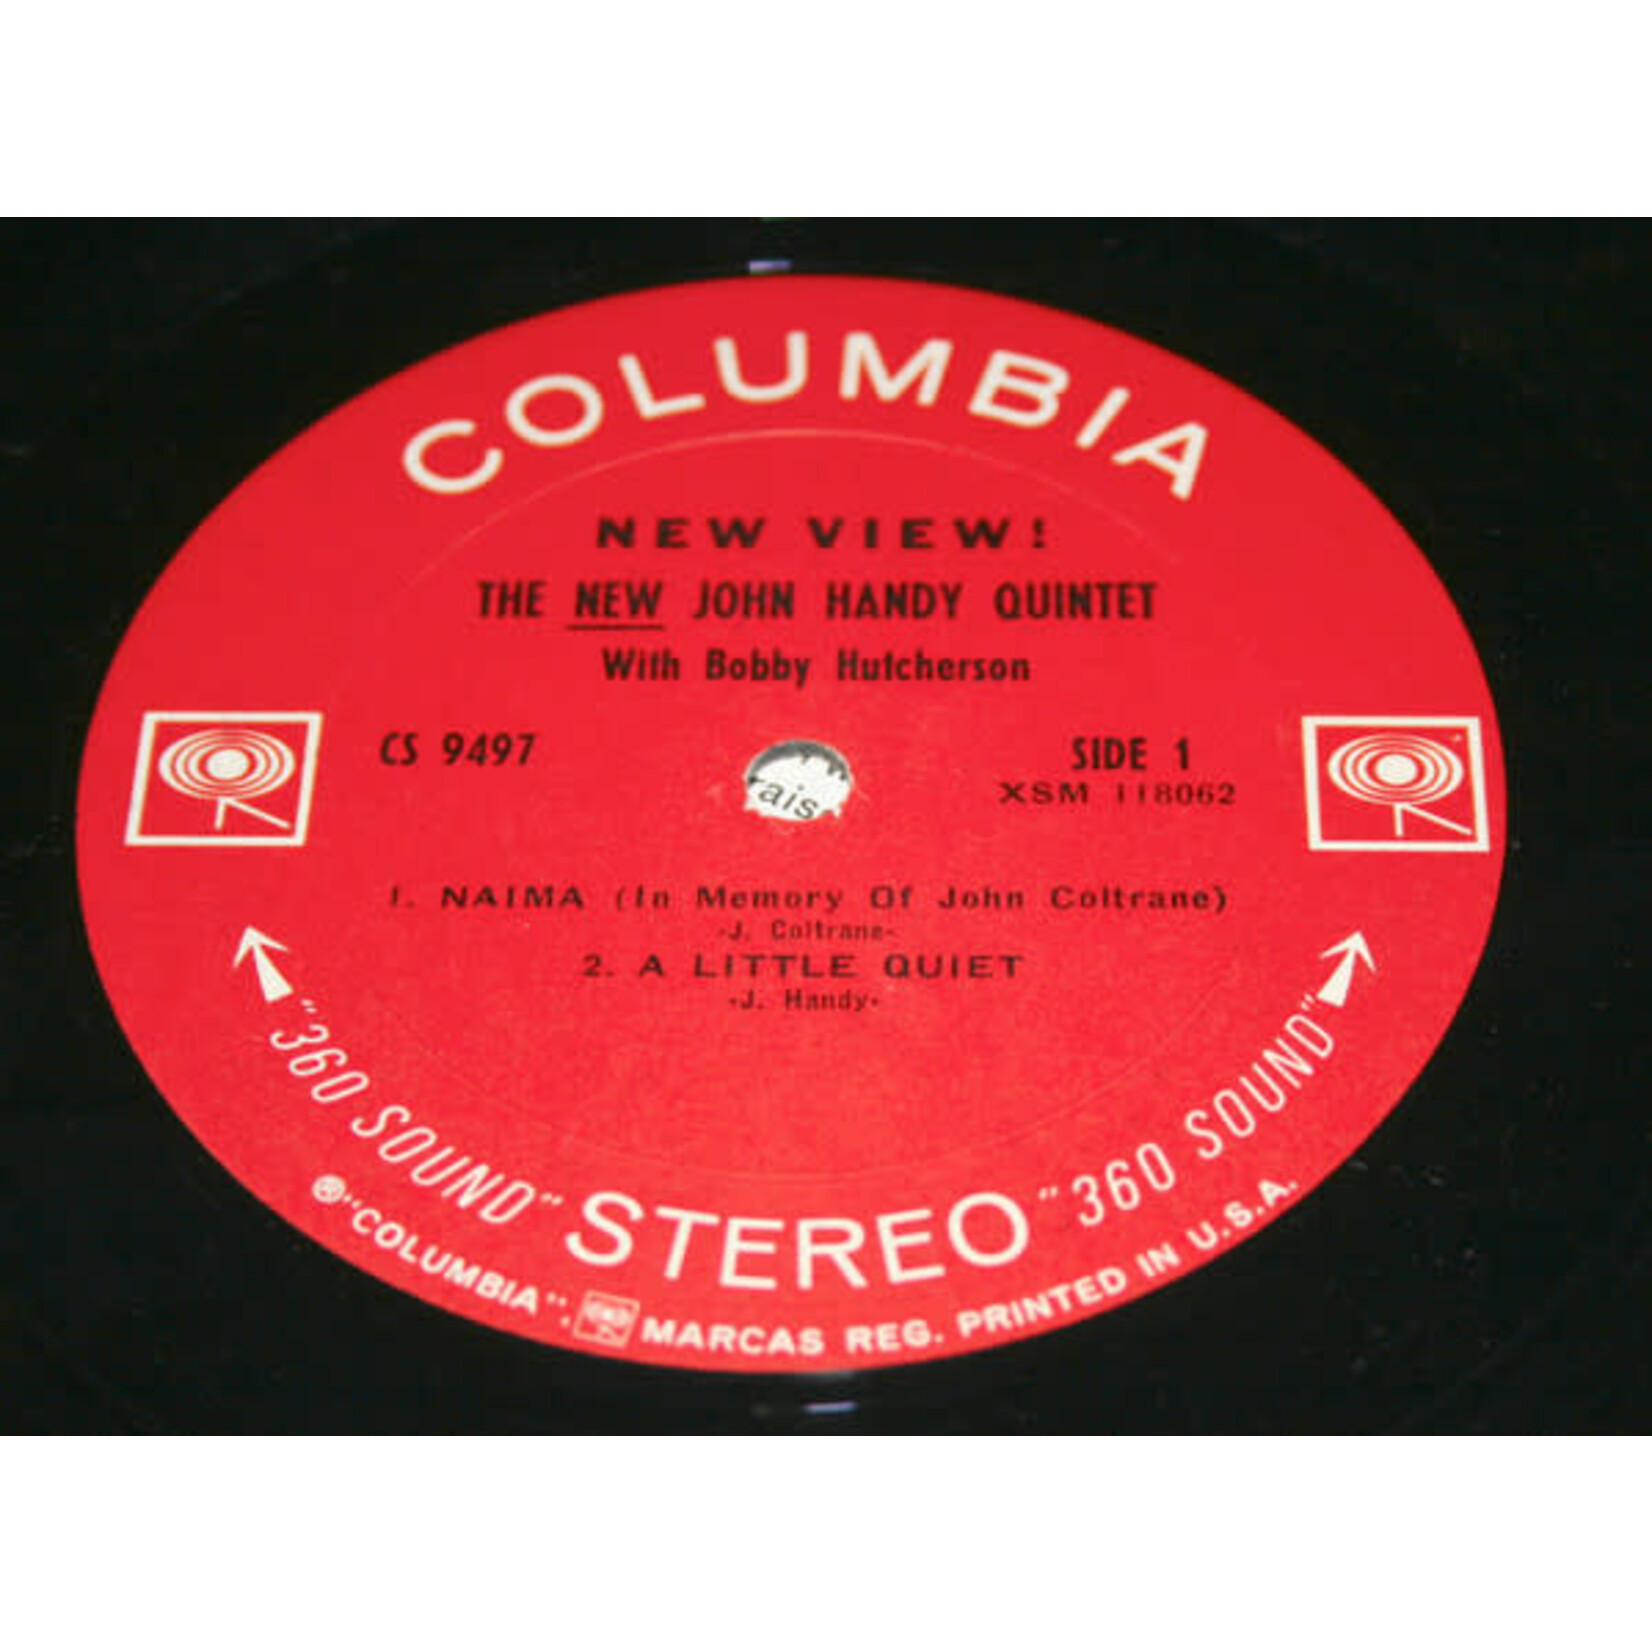 COLUMBIA
NEW VIEW!
THE NEW JOHN HANDY QUINTET
With Bobby Hutcherson
CS 9497
SIDE 1
XSM 118062
ais
1. NAIMA (In Memory Of John Coltrane)
-J. Coltrane-
2. A LITTLE QUIET
-J. Handy-
"360 SOUND" STEREO "360 SOUND"
® "COLUMBIA", MARCAS REG. PRINTED IN U.S.A.